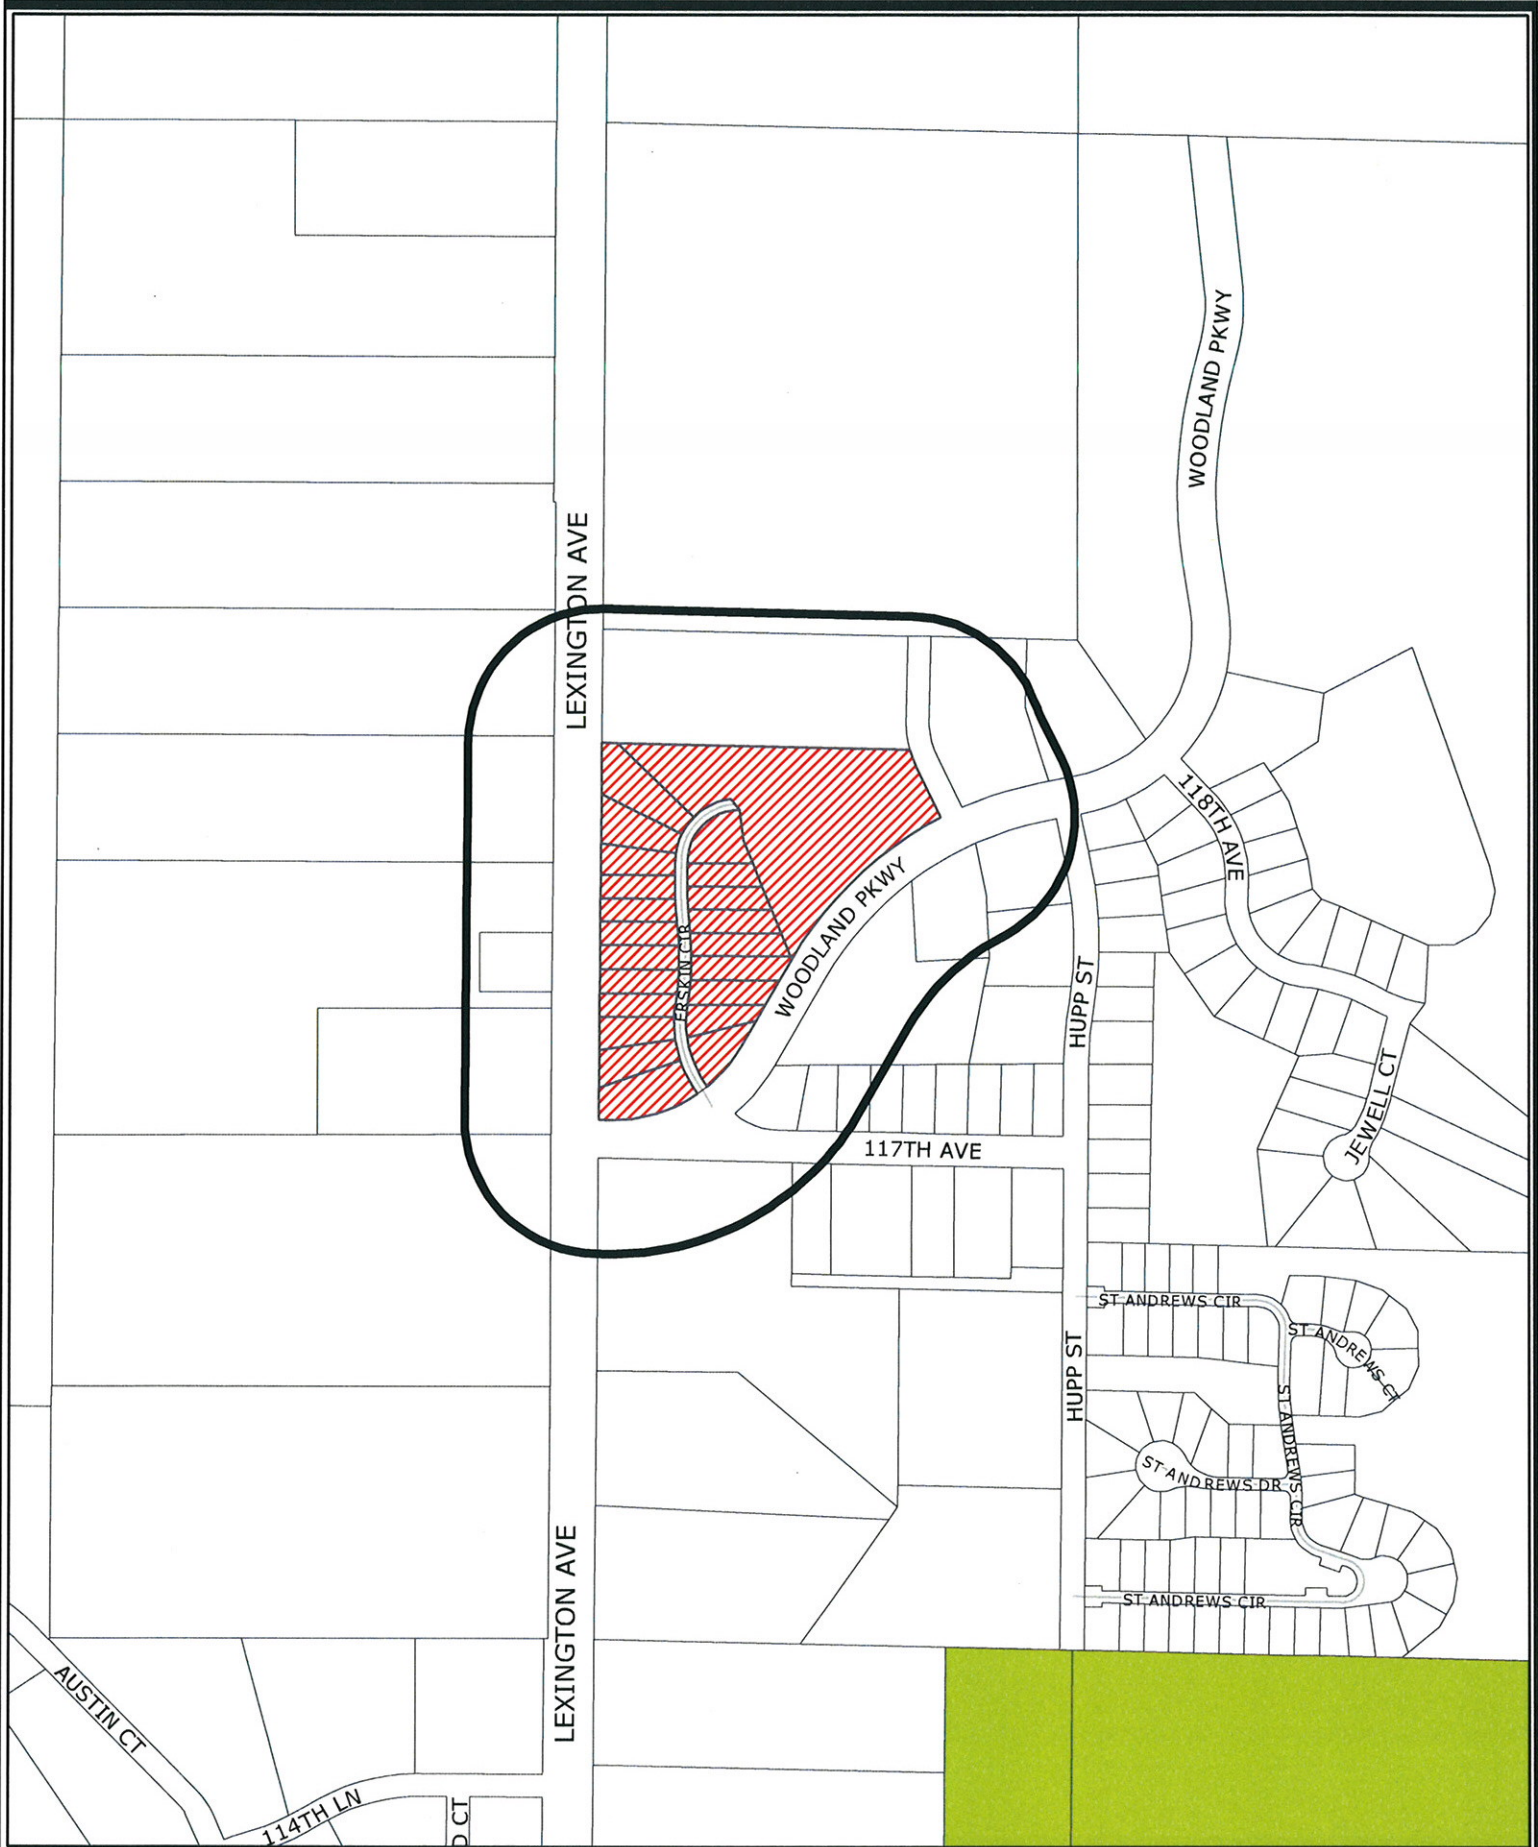 WOODLAND PKWY
LEXINGTON AVE
118TH AVE
WOODLAND PKWY
ERSKIN CIR
HUPP ST
JEWELL CT
117TH AVE
ST ANDREWS CIR
ST ANDREWS CT
HUPP ST
ST ANDREWS CIR
ST ANDREWS DR
LEXINGTON AVE
ST ANDREWS CIR
AUSTIN CT
114TH LN
D CT